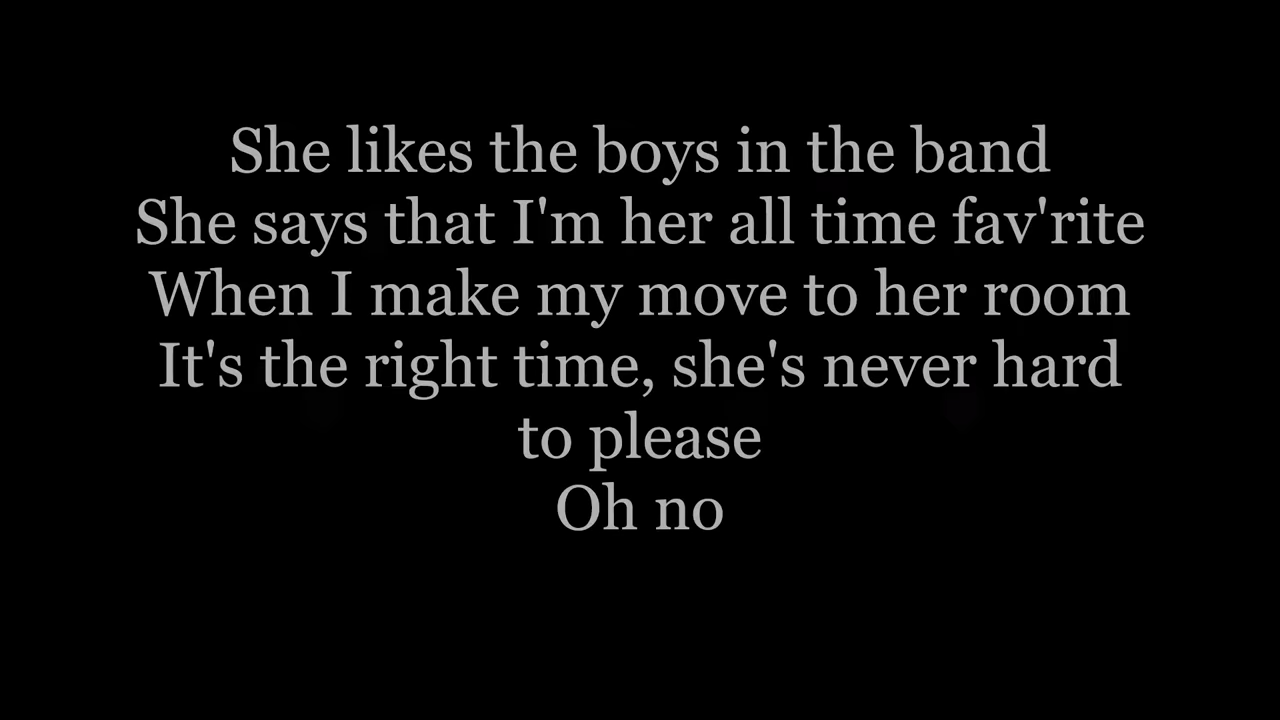 She likes the boys in the band
She says that I'm her all time fav'rite
When I make my move to her room
It's the right time, she's never hard
to please
Oh no